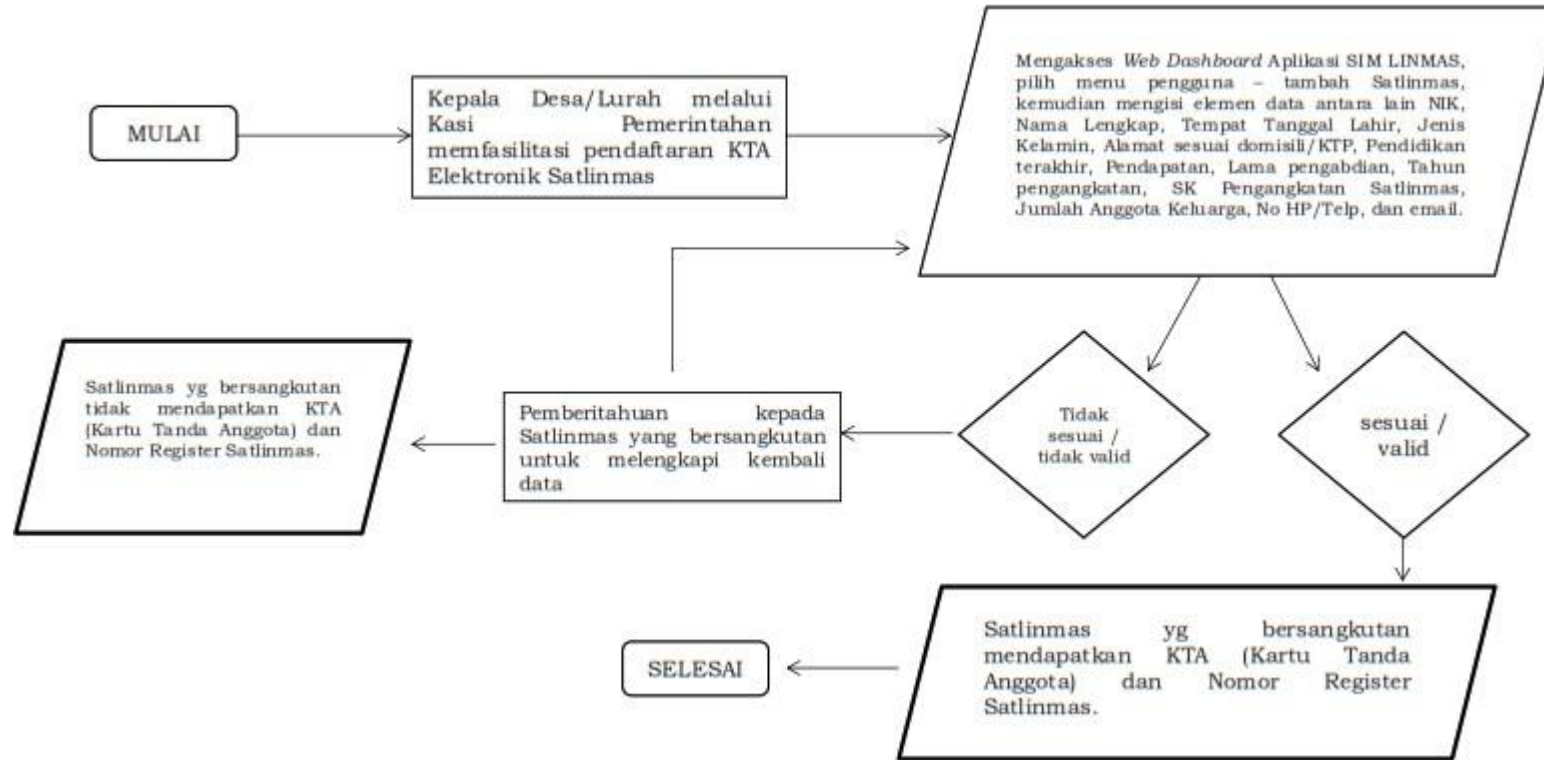 MULAI
Kepala Desa/Lurah melalui
Kasi Pemerintahan
memfasilitasi pendaftaran KTA
Elektronik Satlinmas
Mengakses Web Dashboard Aplikasi SIM LINMAS,
pilih menu pengguna – tambah Satlinmas,
kemudian mengisi elemen data antara lain NIK,
Nama Lengkap, Tempat Tanggal Lahir, Jenis
Kelamin, Alamat sesuai domisili/KTP, Pendidikan
terakhir, Pendapatan, Lama pengabdian, Tahun
pengangkatan, SK Pengangkatan Satlinmas,
Jumlah Anggota Keluarga, No HP/Telp, dan email.
Tidak
sesuai /
tidak valid
sesuai /
valid
Pemberitahuan kepada
Satlinmas yang bersangkutan
untuk melengkapi kembali
data
Satlinmas yg bersangkutan
tidak mendapatkan KTA
(Kartu Tanda Anggota) dan
Nomor Register Satlinmas.
Satlinmas yg bersangkutan
mendapatkan KTA (Kartu Tanda
Anggota) dan Nomor Register
Satlinmas.
SELESAI